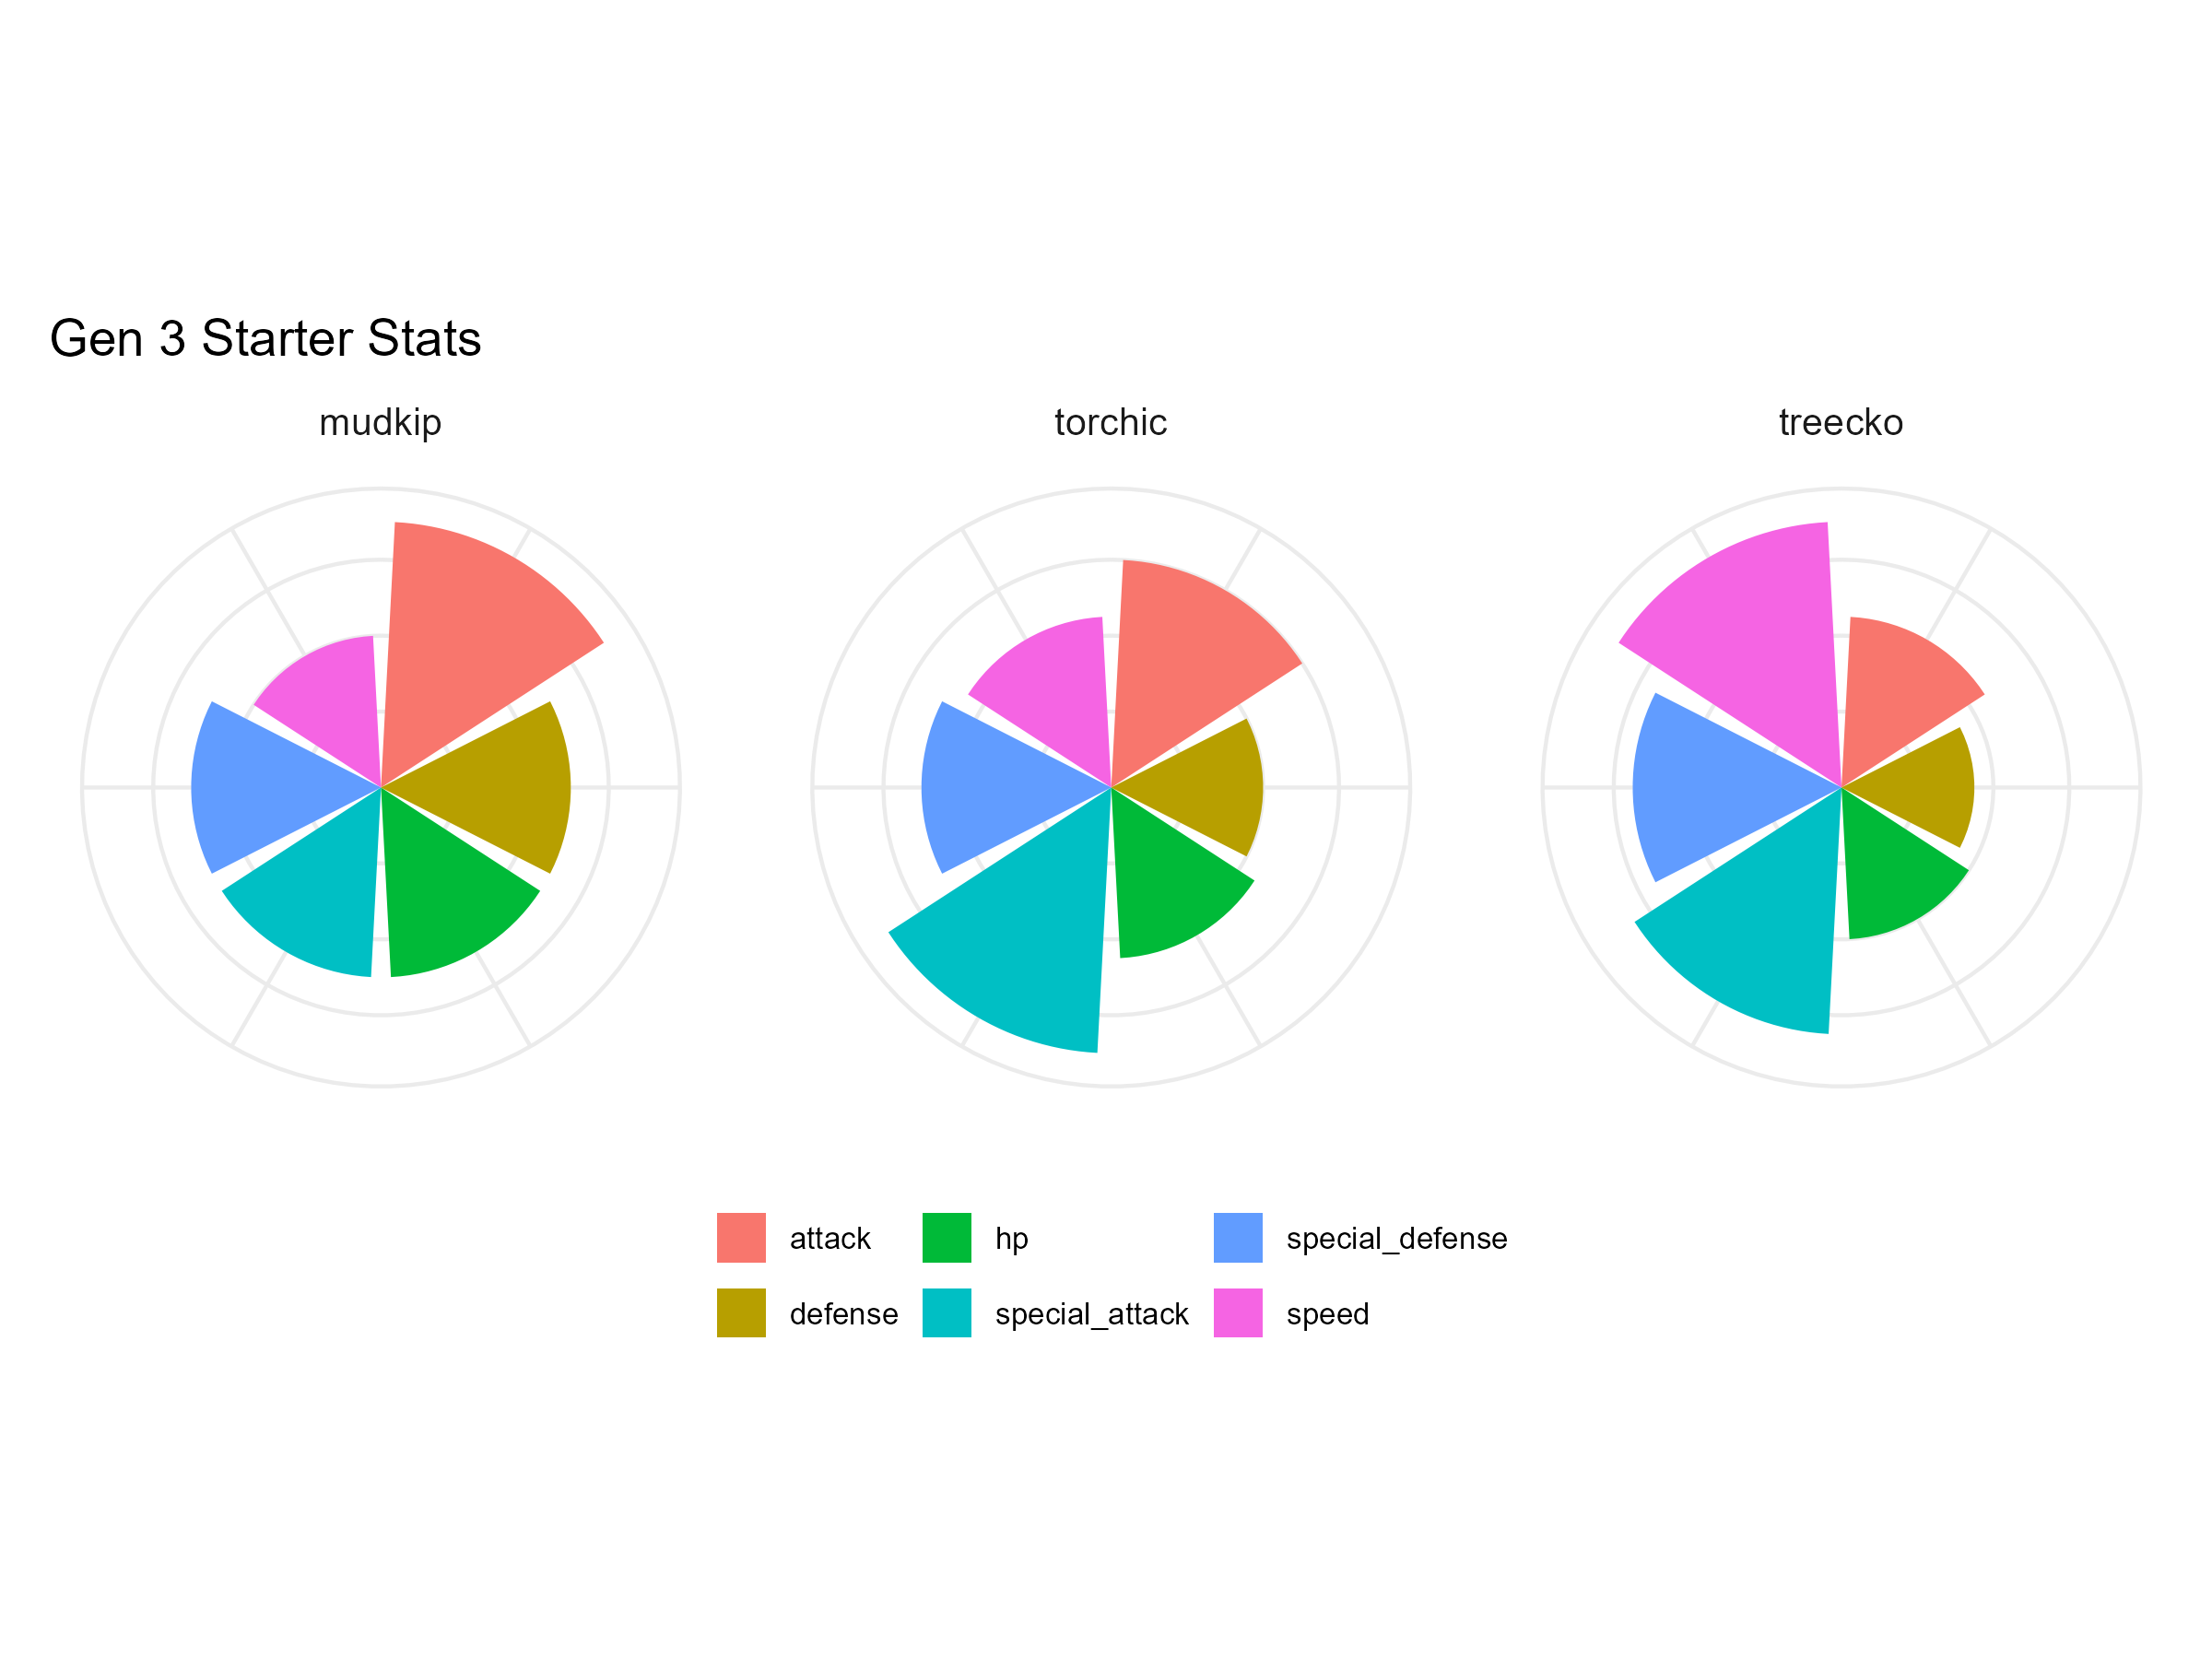 Gen 3 Starter Stats
mudkip
torchic
treecko
attack
hp
special_defense
defense
special_attack
speed